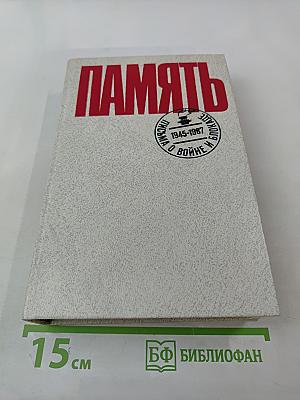 ПАМЯТЬ
ПИСЬМА О ВОЙНЕ И БЛОКАДЕ
1945-1987
15 см
БФ БИБЛИОФАН